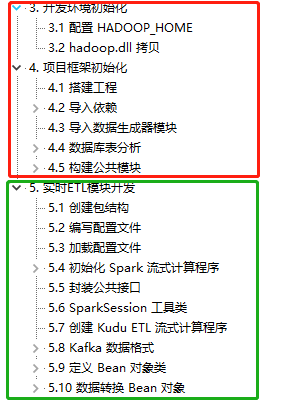 3. 开发环境初始化
3.1 配置 HADOOP_HOME
3.2 hadoop.dll 拷贝
4. 项目框架初始化
4.1 搭建工程
4.2 导入依赖
4.3 导入数据生成器模块
4.4 数据库表分析
4.5 构建公共模块
5. 实时ETL模块开发
5.1 创建包结构
5.2 编写配置文件
5.3 加载配置文件
5.4 初始化 Spark 流式计算程序
5.5 封装公共接口
5.6 SparkSession 工具类
5.7 创建 Kudu ETL 流式计算程序
5.8 Kafka 数据格式
5.9 定义 Bean 对象类
5.10 数据转换 Bean 对象